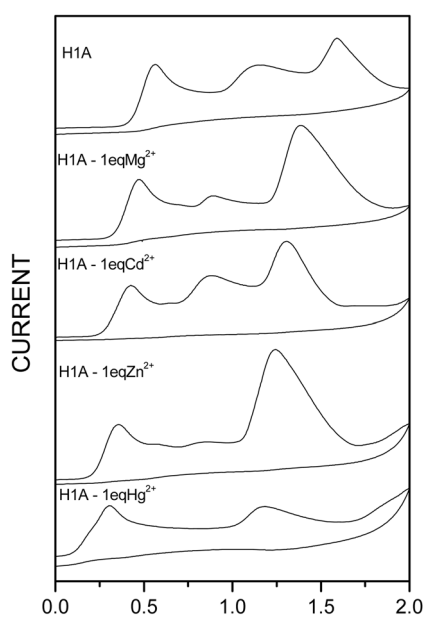 H1A
H1A - 1eqMg²⁺
H1A - 1eqCd²⁺
CURRENT
H1A - 1eqZn²⁺
H1A - 1eqHg²⁺
0.0 0.5 1.0 1.5 2.0